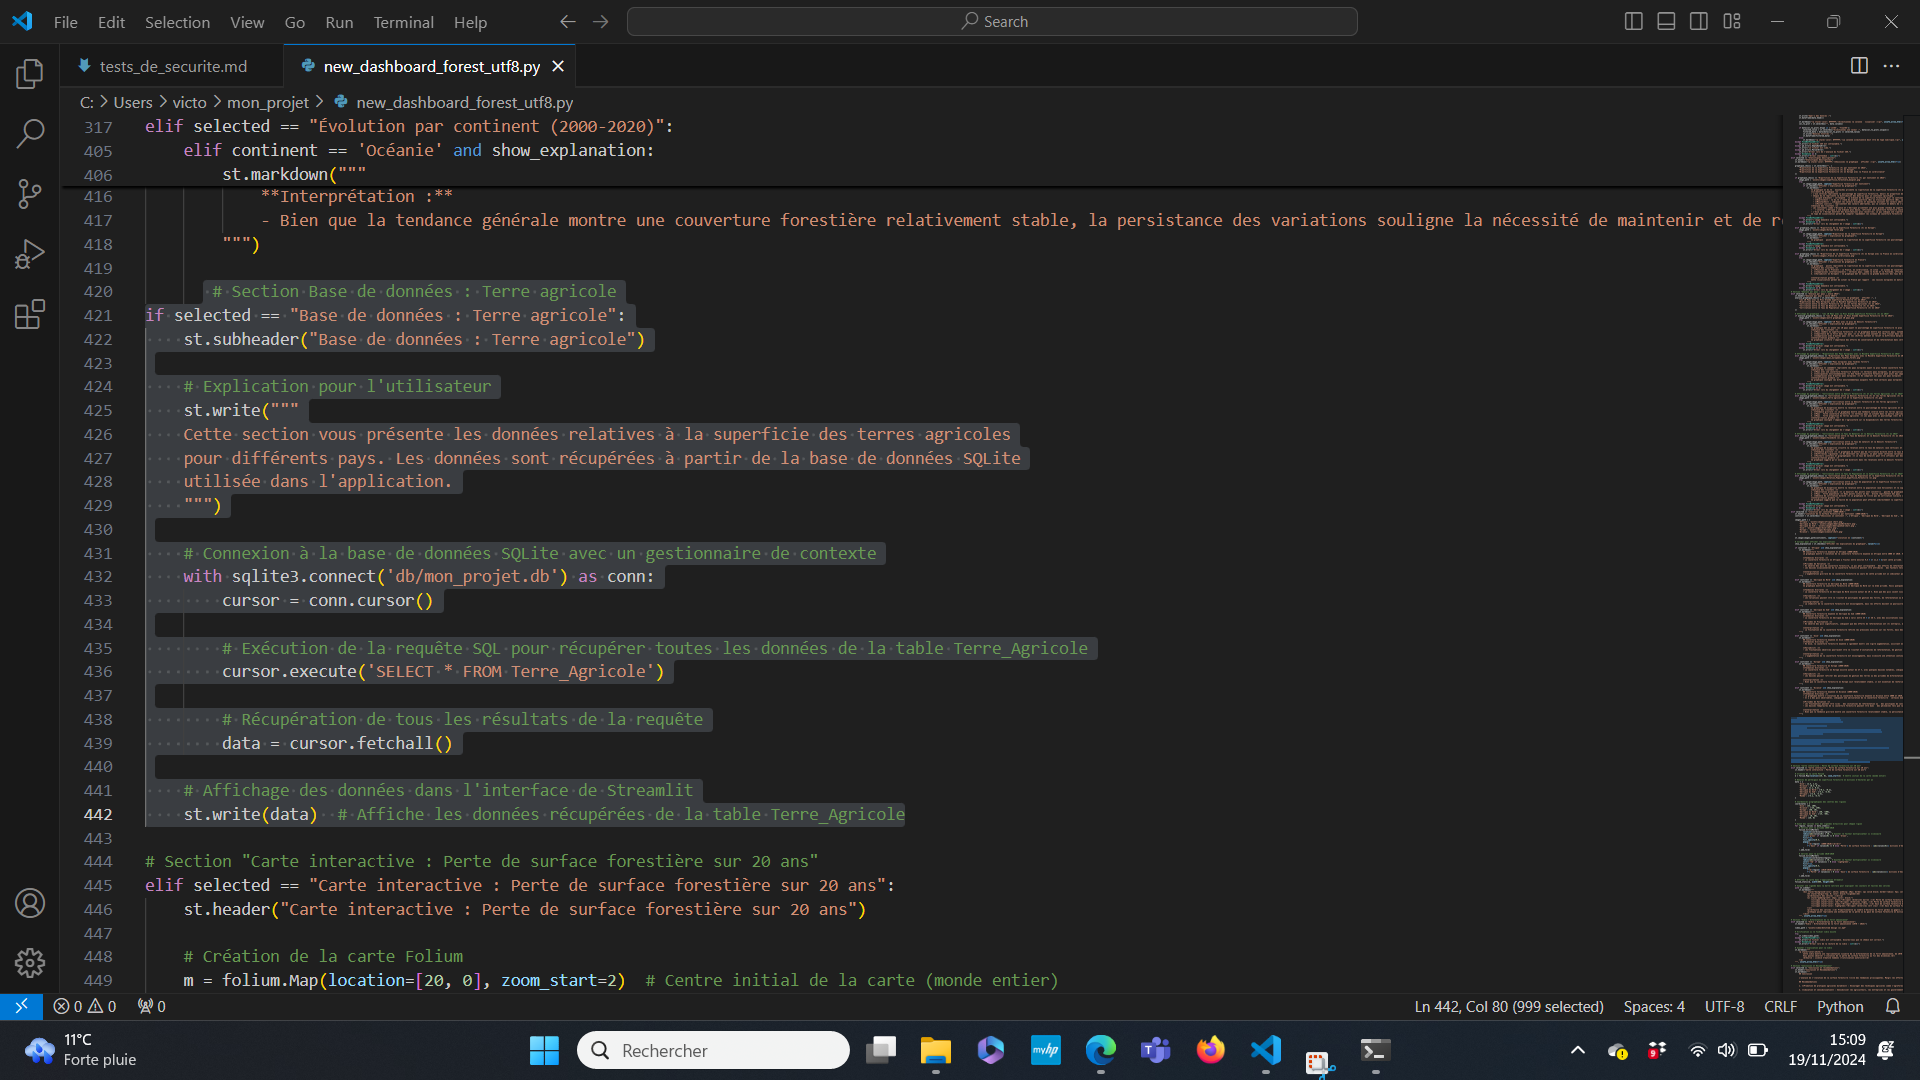 File Edit Selection View Go Run Terminal Help
Search
tests_de_securite.md
new_dashboard_forest_utf8.py
C: > Users > victo > mon_projet > new_dashboard_forest_utf8.py
317 elif selected == "Évolution par continent (2000-2020)":
405 elif continent == 'Océanie' and show_explanation:
406 st.markdown("""
416 **Interprétation :**
417 - Bien que la tendance générale montre une couverture forestière relativement stable, la persistance des variations souligne la nécessité de maintenir et de r
418 """)
419
420 # Section Base de données : Terre agricole
421 if selected == "Base de données : Terre agricole":
422 st.subheader("Base de données : Terre agricole")
423
424 # Explication pour l'utilisateur
425 st.write("""
426 Cette section vous présente les données relatives à la superficie des terres agricoles
427 pour différents pays. Les données sont récupérées à partir de la base de données SQLite
428 utilisée dans l'application.
429 """)
430
431 # Connexion à la base de données SQLite avec un gestionnaire de contexte
432 with sqlite3.connect('db/mon_projet.db') as conn:
433 cursor = conn.cursor()
434
435 # Exécution de la requête SQL pour récupérer toutes les données de la table Terre_Agricole
436 cursor.execute('SELECT * FROM Terre_Agricole')
437
438 # Récupération de tous les résultats de la requête
439 data = cursor.fetchall()
440
441 # Affichage des données dans l'interface de Streamlit
442 st.write(data) # Affiche les données récupérées de la table Terre_Agricole
443
444 # Section "Carte interactive : Perte de surface forestière sur 20 ans"
445 elif selected == "Carte interactive : Perte de surface forestière sur 20 ans":
446 st.header("Carte interactive : Perte de surface forestière sur 20 ans")
447
448 # Création de la carte Folium
449 m = folium.Map(location=[20, 0], zoom_start=2) # Centre initial de la carte (monde entier)
0 0 0 Ln 442, Col 80 (999 selected) Spaces: 4 UTF-8 CRLF Python
11°C
Forte pluie
Rechercher
myhp
15:09
19/11/2024